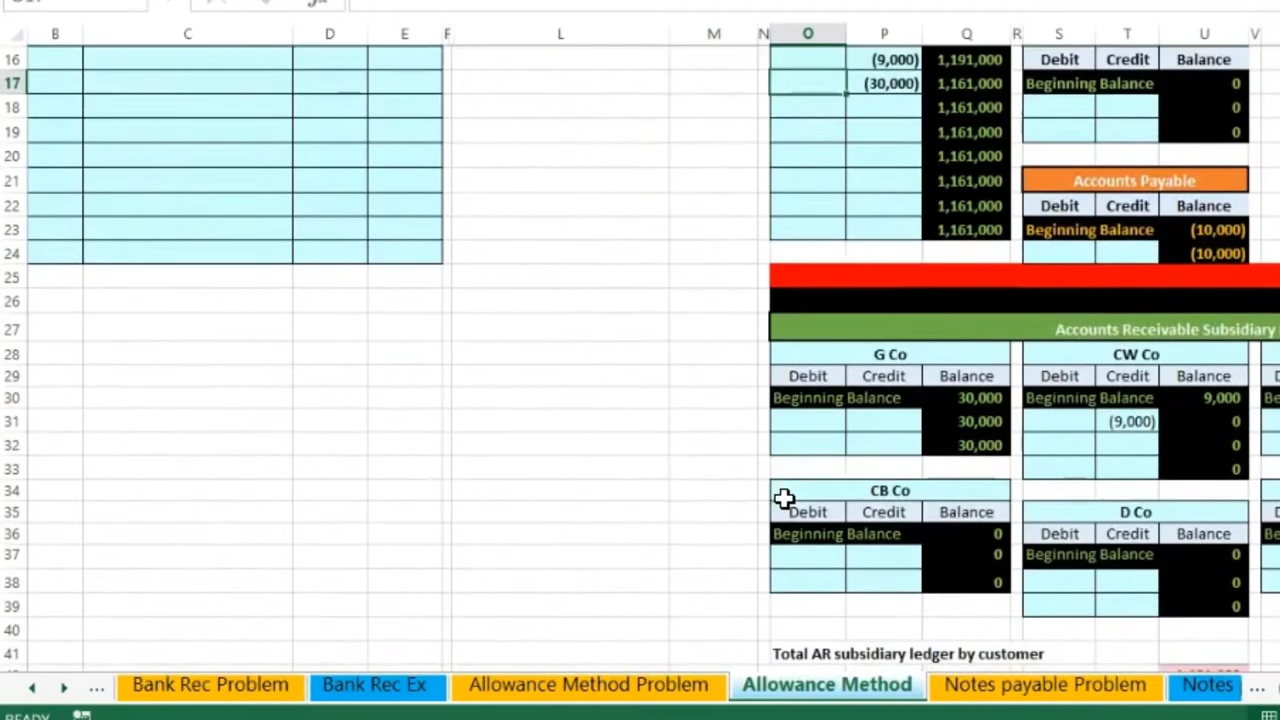 B C D E F L M N O P Q R S T U V
16 (9,000) 1,191,000 Debit Credit Balance
17 (30,000) 1,161,000 Beginning Balance 0
18 1,161,000 0
19 1,161,000 0
20 1,161,000
21 1,161,000 Accounts Payable
22 1,161,000 Debit Credit Balance
23 1,161,000 Beginning Balance (10,000)
24 (10,000)
25
26
27 Accounts Receivable Subsidiary
28 G Co CW Co
29 Debit Credit Balance Debit Credit Balance
30 Beginning Balance 30,000 Beginning Balance 9,000
31 30,000 (9,000) 0
32 30,000 0
33 0
34 CB Co
35 Debit Credit Balance D Co
36 Beginning Balance 0 Debit Credit Balance
37 0 Beginning Balance 0
38 0 0
39 0
40
41 Total AR subsidiary ledger by customer
... Bank Rec Problem Bank Rec Ex Allowance Method Problem Allowance Method Notes payable Problem Notes ...